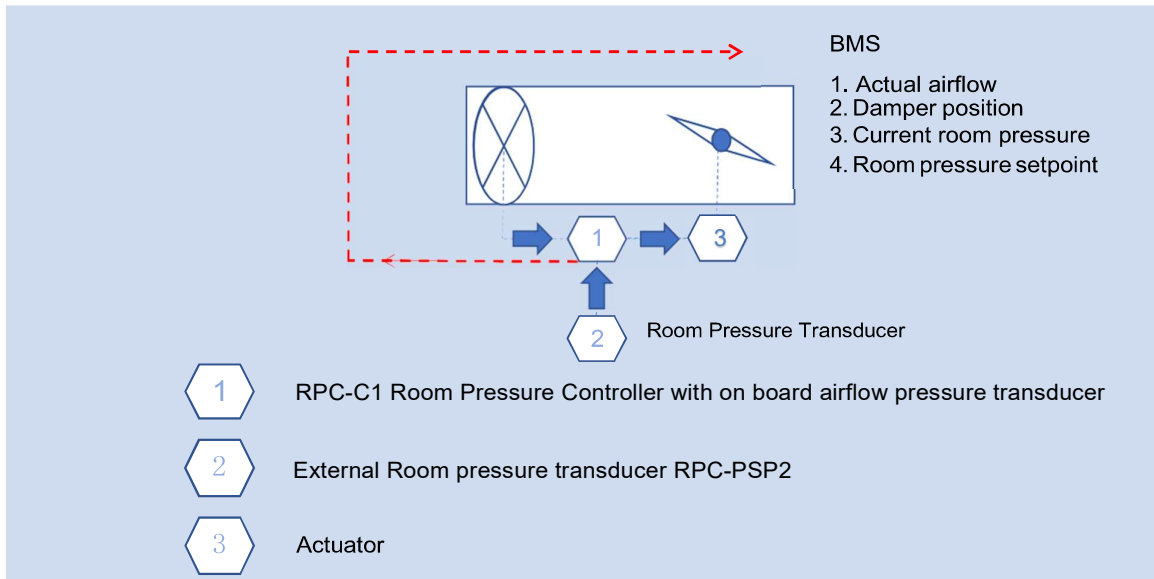 BMS
1. Actual airflow
2. Damper position
3. Current room pressure
4. Room pressure setpoint
1
3
2
Room Pressure Transducer
1
RPC-C1 Room Pressure Controller with on board airflow pressure transducer
2
External Room pressure transducer RPC-PSP2
3
Actuator